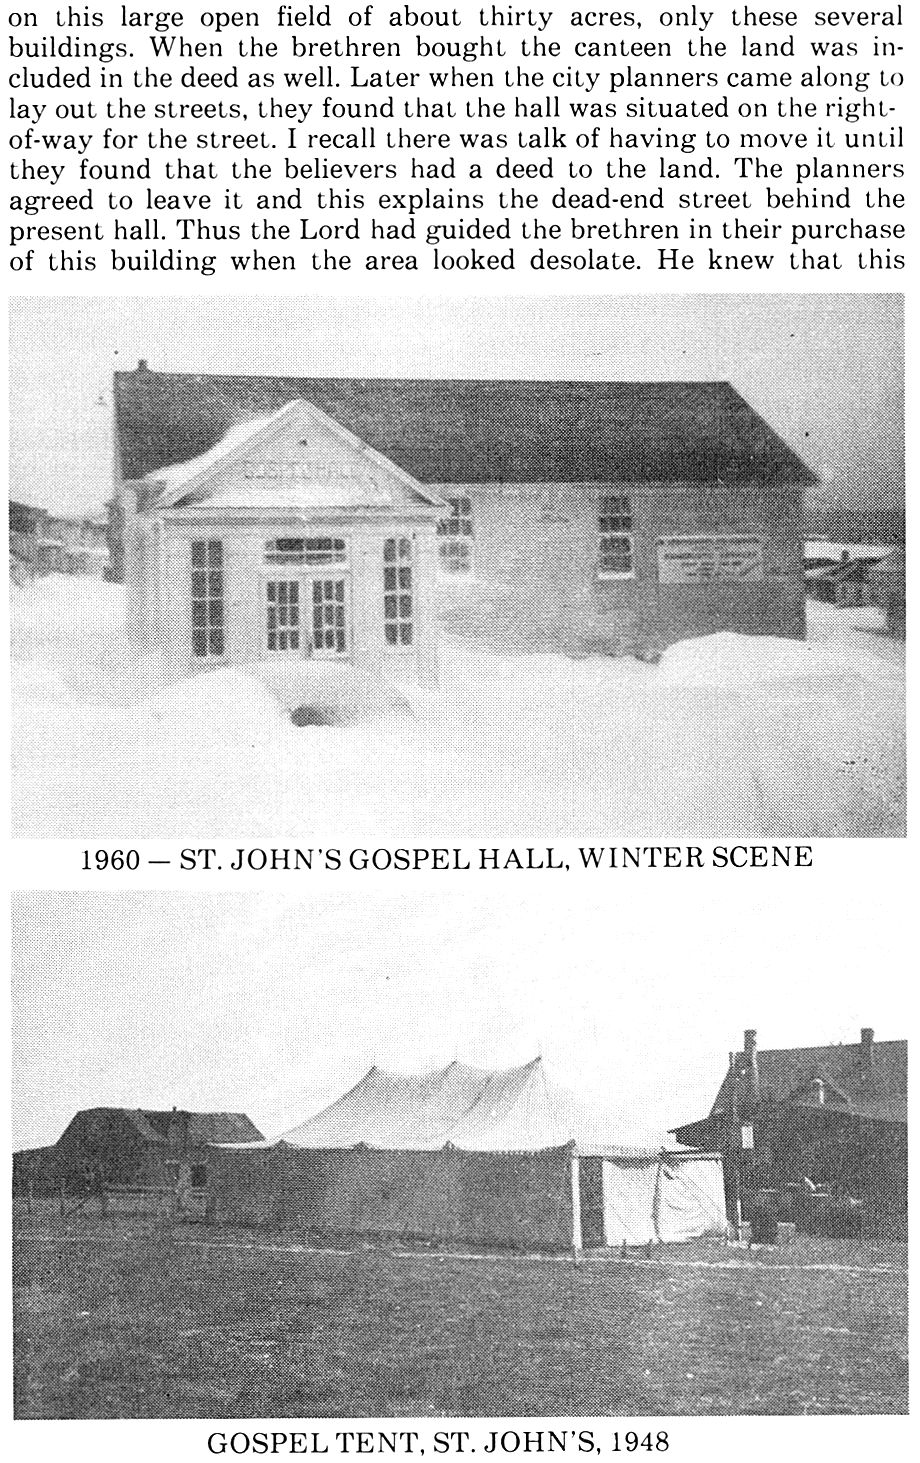 on this large open field of about thirty acres, only these several
buildings. When the brethren bought the canteen the land was in-
cluded in the deed as well. Later when the city planners came along to
lay out the streets, they found that the hall was situated on the right-
of-way for the street. I recall there was talk of having to move it until
they found that the believers had a deed to the land. The planners
agreed to leave it and this explains the dead-end street behind the
present hall. Thus the Lord had guided the brethren in their purchase
of this building when the area looked desolate. He knew that this
GOSPEL HALL
1960 — ST. JOHN'S GOSPEL HALL, WINTER SCENE
GOSPEL TENT, ST. JOHN'S, 1948